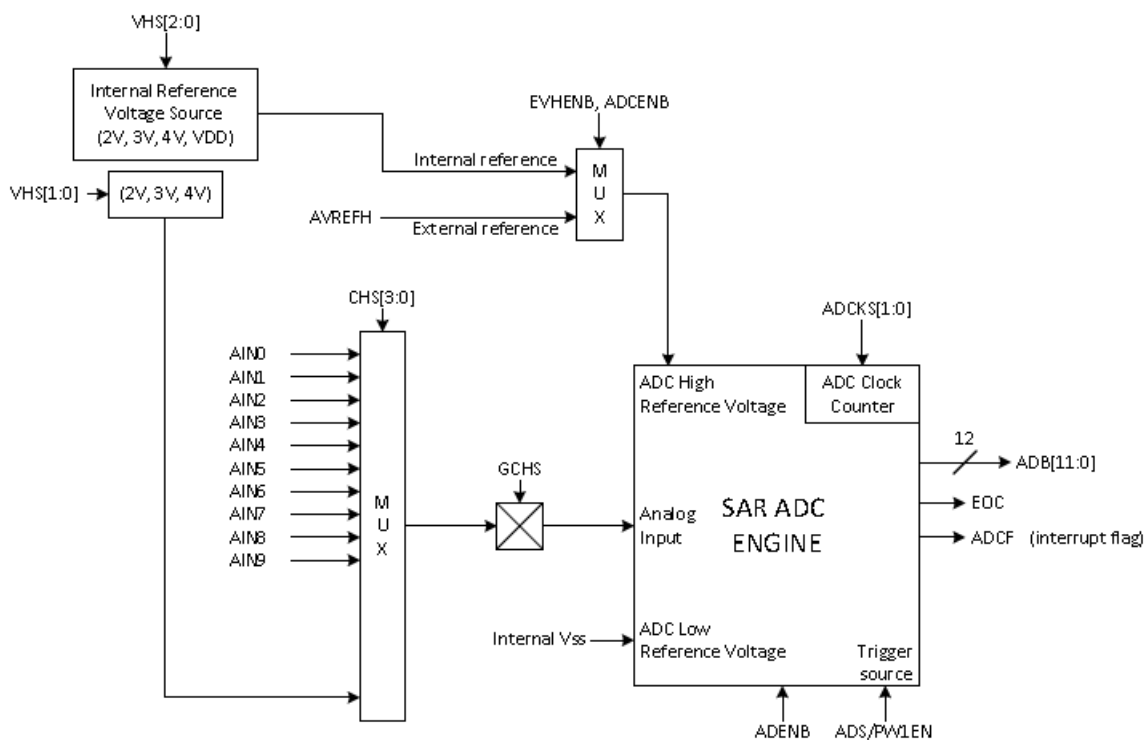 VHS[2:0]
Internal Reference
Voltage Source
(2V, 3V, 4V, VDD)
EVHENB, ADCENB
Internal reference
M
U
X
VHS[1:0]
(2V, 3V, 4V)
AVREFH
External reference
CHS[3:0]
ADCKS[1:0]
AIN0
AIN1
AIN2
AIN3
AIN4
AIN5
AIN6
AIN7
AIN8
AIN9
M
U
X
GCHS
ADC High
Reference Voltage
ADC Clock
Counter
12
ADB[11:0]
Analog
Input
SAR ADC
ENGINE
EOC
ADCF (interrupt flag)
Internal Vss
ADC Low
Reference Voltage
Trigger
source
ADENB
ADS/PW1EN